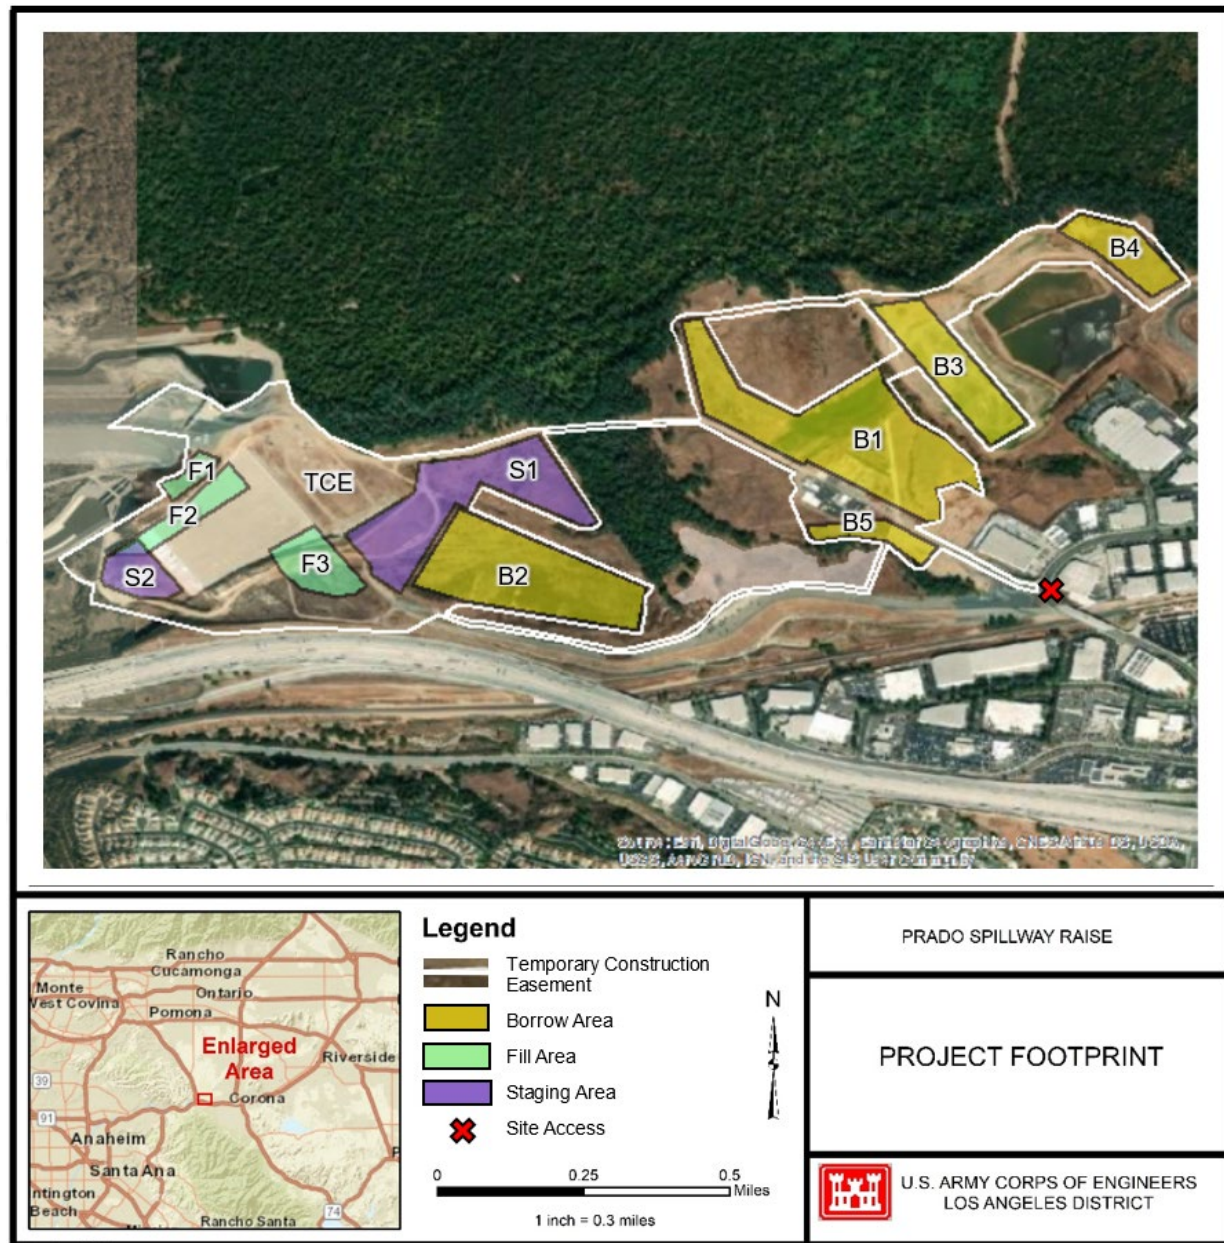 B4
B3
B1
F1
S1
TCE
F2
B5
S2
F3
B2
Legend
Temporary Construction
Easement
Borrow Area
Fill Area
Staging Area
Site Access
N
0 0.25 0.5
Miles
1 inch = 0.3 miles
Rancho
Cucamonga
Monte
West Covina
Ontario
Pomona
Enlarged
Area
Riverside
39
Corona
91
Anaheim
Santa Ana
ntington
Beach
Rancho Santa
74
PRADO SPILLWAY RAISE
PROJECT FOOTPRINT
U.S. ARMY CORPS OF ENGINEERS
LOS ANGELES DISTRICT